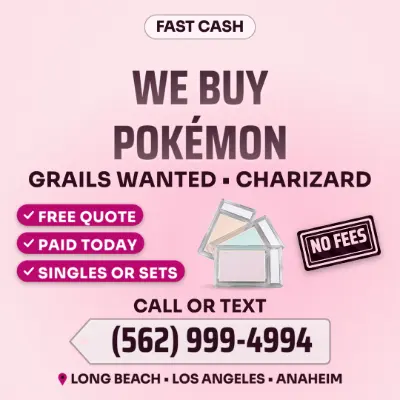 FAST CASH
WE BUY
POKÉMON
GRAILS WANTED • CHARIZARD
FREE QUOTE
PAID TODAY
SINGLES OR SETS
NO FEES
CALL OR TEXT
(562) 999-4994
LONG BEACH • LOS ANGELES • ANAHEIM